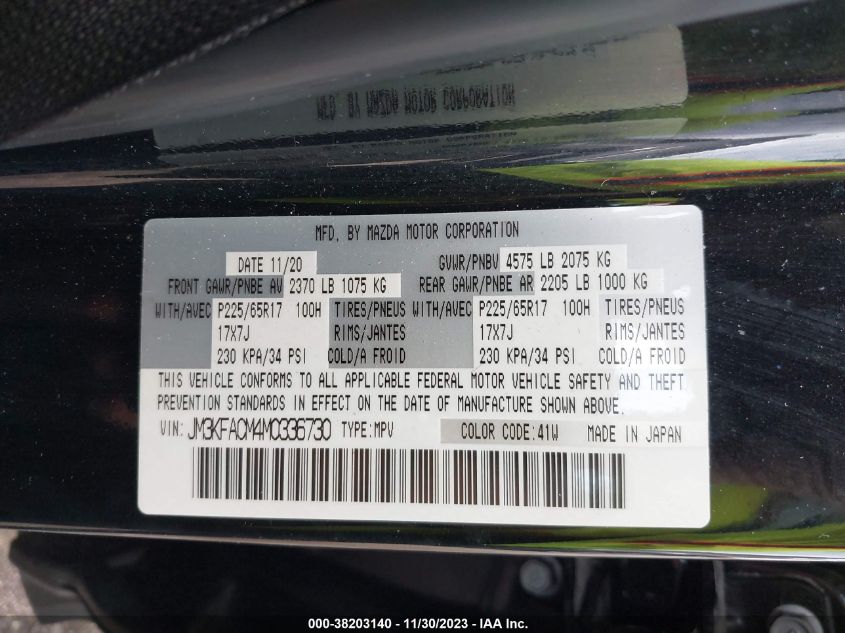 MFD. BY MAZDA MOTOR CORPORATION
MFD. BY MAZDA MOTOR CORPORATION
DATE 11/20 GVWR/PNBV 4575 LB 2075 KG
FRONT GAWR/PNBE AV 2370 LB 1075 KG REAR GAWR/PNBE AR 2205 LB 1000 KG
WITH/AVEC P225/65R17 100H TIRES/PNEUS WITH/AVEC P225/65R17 100H TIRES/PNEUS
17X7J RIMS/JANTES 17X7J RIMS/JANTES
230 KPA/34 PSI COLD/A FROID 230 KPA/34 PSI COLD/A FROID
THIS VEHICLE CONFORMS TO ALL APPLICABLE FEDERAL MOTOR VEHICLE SAFETY AND THEFT
PREVENTION STANDARDS IN EFFECT ON THE DATE OF MANUFACTURE SHOWN ABOVE.
VIN: JM3KFACM4M0336730 TYPE:MPV COLOR CODE:41W MADE IN JAPAN
000-38203140 - 11/30/2023 - IAA Inc.